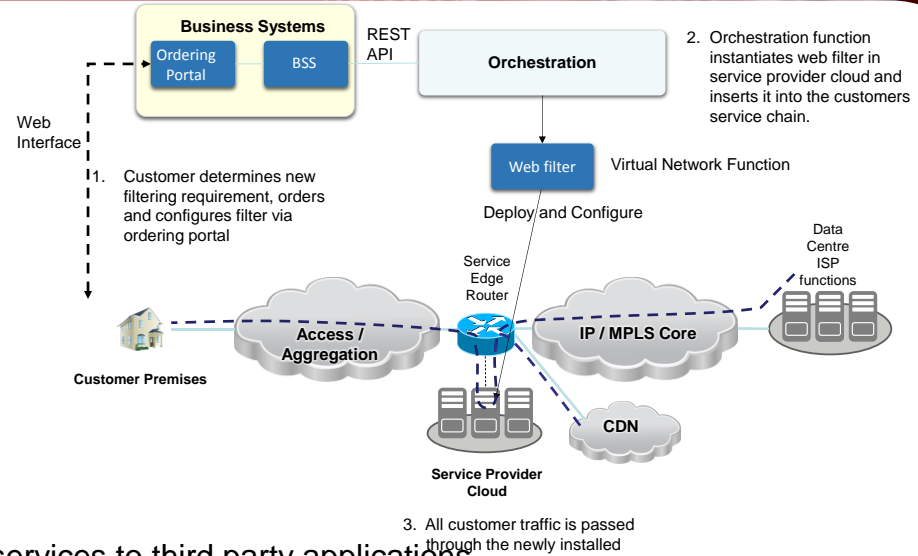 Business Systems
Ordering
Portal
BSS
REST
API
Orchestration
2. Orchestration function
instantiates web filter in
service provider cloud and
inserts it into the customers
service chain.
Web
Interface
1. Customer determines new
filtering requirement, orders
and configures filter via
ordering portal
Web filter
Virtual Network Function
Deploy and Configure
Data
Centre
ISP
functions
Service
Edge
Router
Access /
Aggregation
IP / MPLS Core
Customer Premises
CDN
Service Provider
Cloud
3. All customer traffic is passed
through the newly installed
services to third party applications